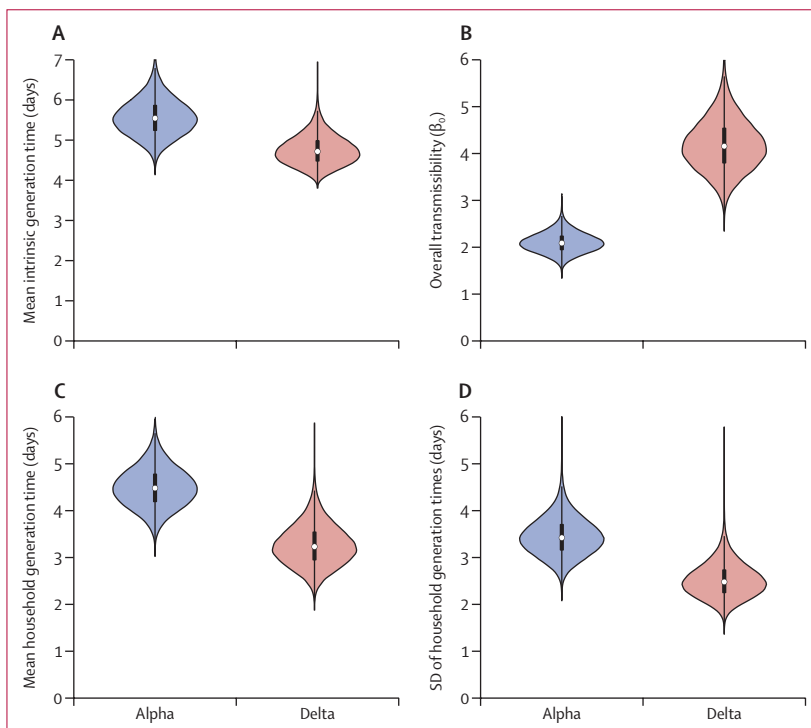 A
Mean intrinsic generation time (days)
7
6
5
4
3
2
1
0
B
Overall transmissibility (β₀)
6
5
4
3
2
1
0
C
Mean household generation time (days)
6
5
4
3
2
1
0
Alpha
Delta
D
SD of household generation times (days)
6
5
4
3
2
1
0
Alpha
Delta